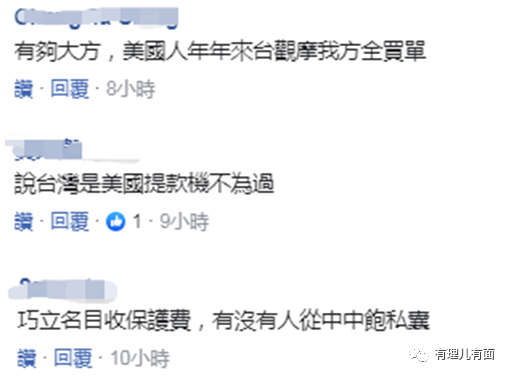 有夠大方，美國人年年來台觀摩我方全買單
讚 · 回覆 · 8小時
說台灣是美國提款機不為過
讚 · 回覆 · 1 · 9小時
巧立名目收保護費，有沒有人從中中飽私囊
讚 · 回覆 · 10小時
有理儿有面